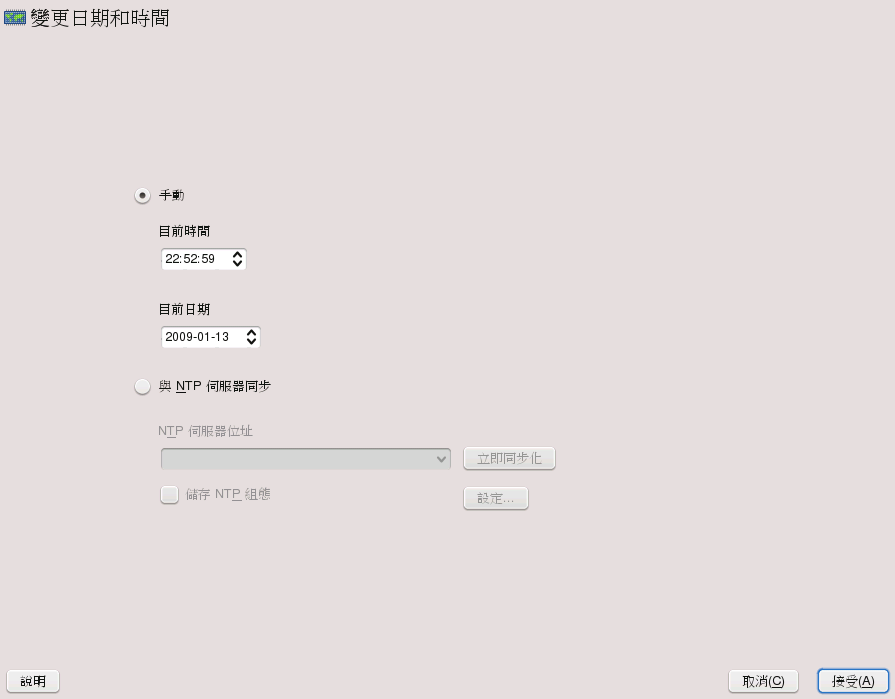 變更日期和時間
手動
目前時間
22:52:59
目前日期
2009-01-13
與 NTP 伺服器同步
NTP 伺服器位址
立即同步化
儲存 NTP 組態
設定...
說明
取消(C)
接受(A)